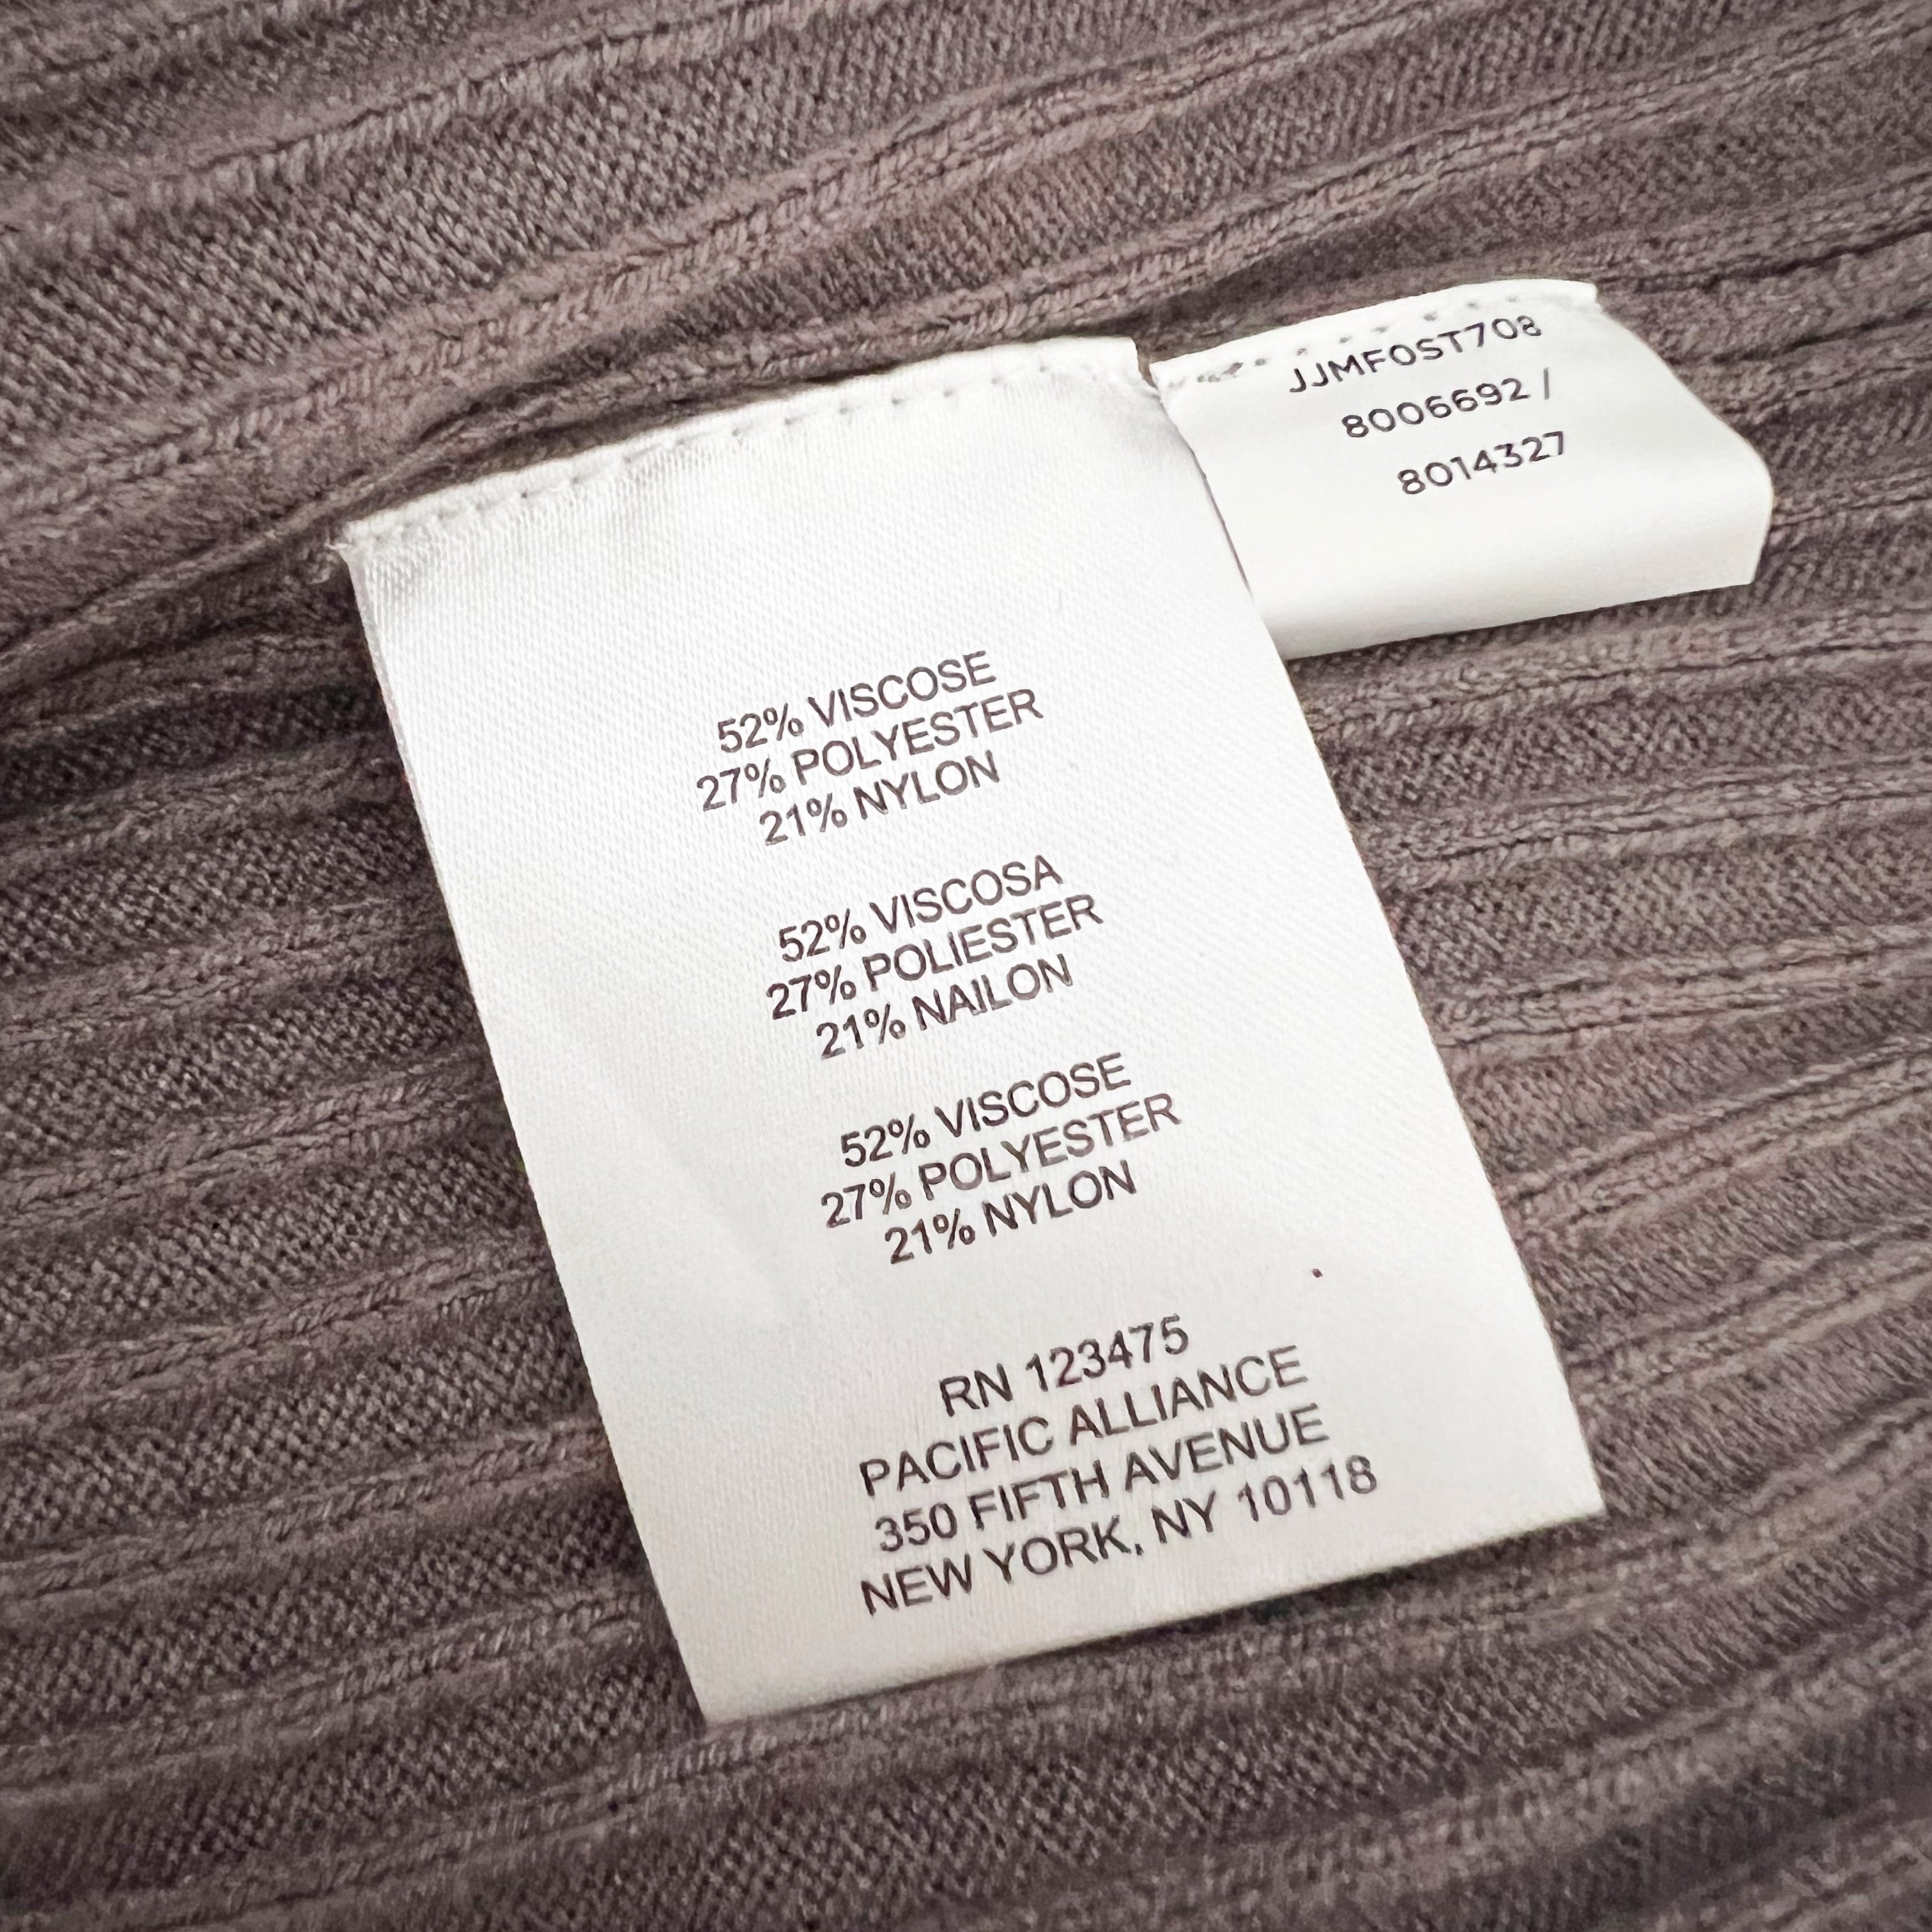 JJMFOST708
8006692 /
8014327
52% VISCOSE
27% POLYESTER
21% NYLON
52% VISCOSA
27% POLIESTER
21% NAILON
52% VISCOSE
27% POLYESTER
21% NYLON
RN 123475
PACIFIC ALLIANCE
350 FIFTH AVENUE
NEW YORK, NY 10118